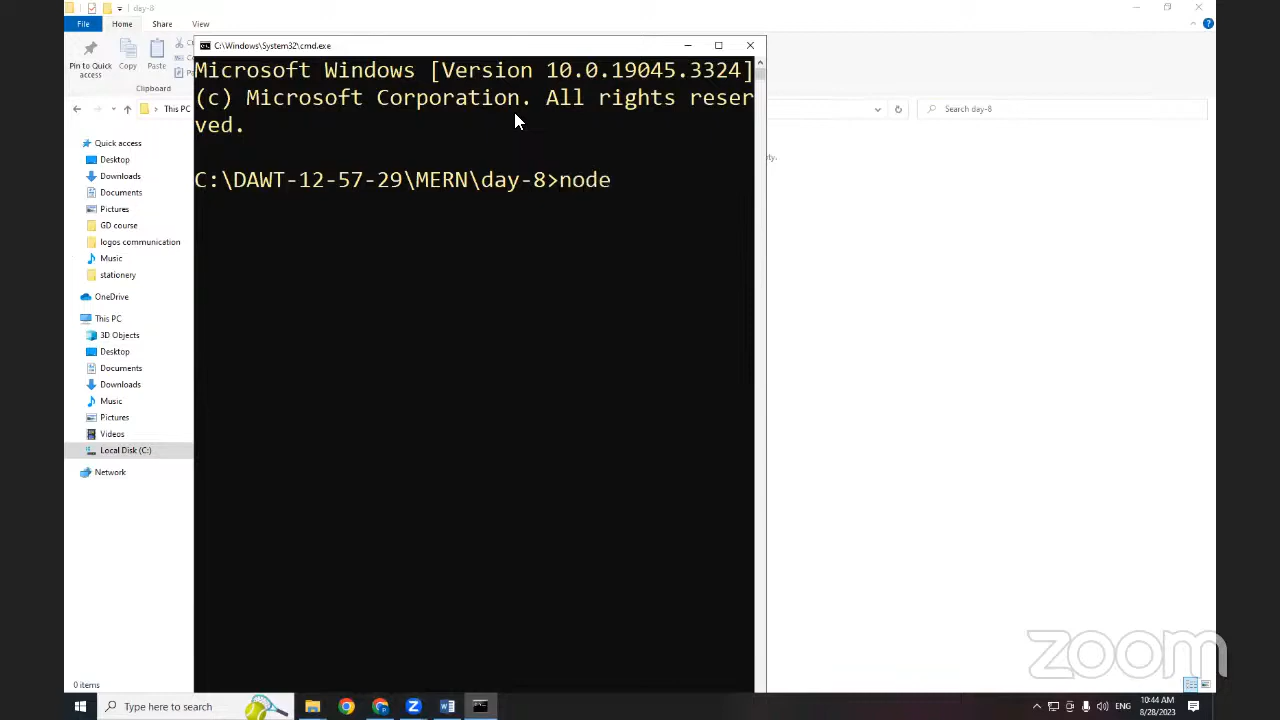 day-8
File
Home
Share
View
Pin to Quick access
Copy
Paste
Clipboard
This PC
Search day-8
C:\Windows\System32\cmd.exe
Microsoft Windows [Version 10.0.19045.3324]
(c) Microsoft Corporation. All rights reser
ved.
C:\DAWT-12-57-29\MERN\day-8>node
Quick access
Desktop
Downloads
Documents
Pictures
GD course
logos communication
Music
stationery
OneDrive
This PC
3D Objects
Desktop
Documents
Downloads
Music
Pictures
Videos
Local Disk (C:)
Network
0 items
zoom
Type here to search
ENG
10:44 AM
8/28/2023